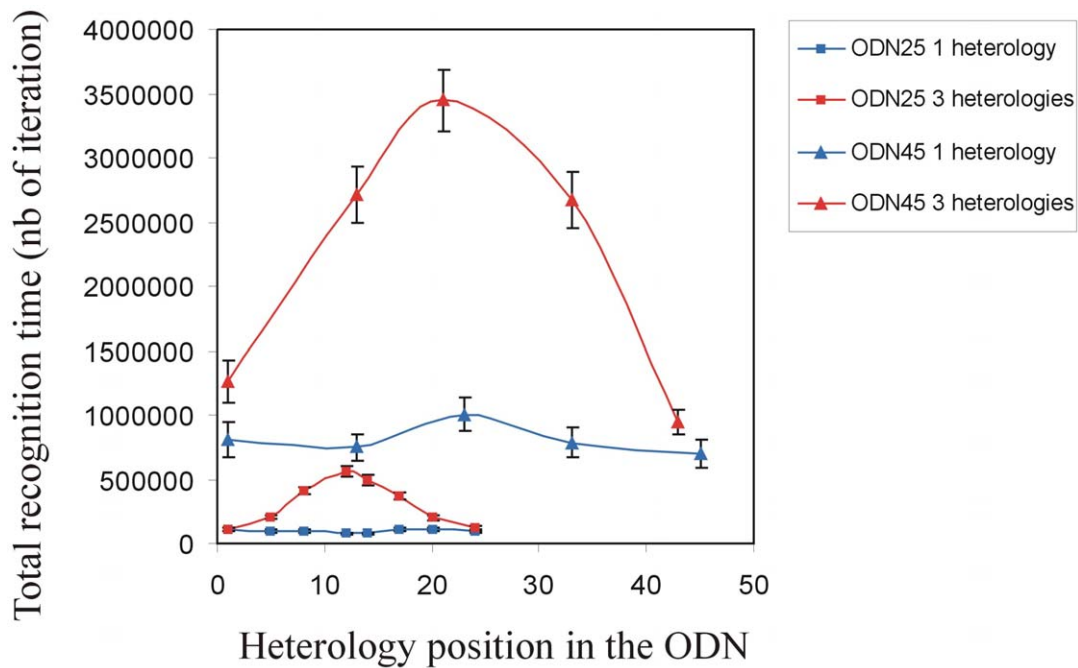 Total recognition time (nb of iteration)
4000000
3500000
3000000
2500000
2000000
1500000
1000000
500000
0
0 10 20 30 40 50
Heterology position in the ODN
ODN25 1 heterology
ODN25 3 heterologies
ODN45 1 heterology
ODN45 3 heterologies